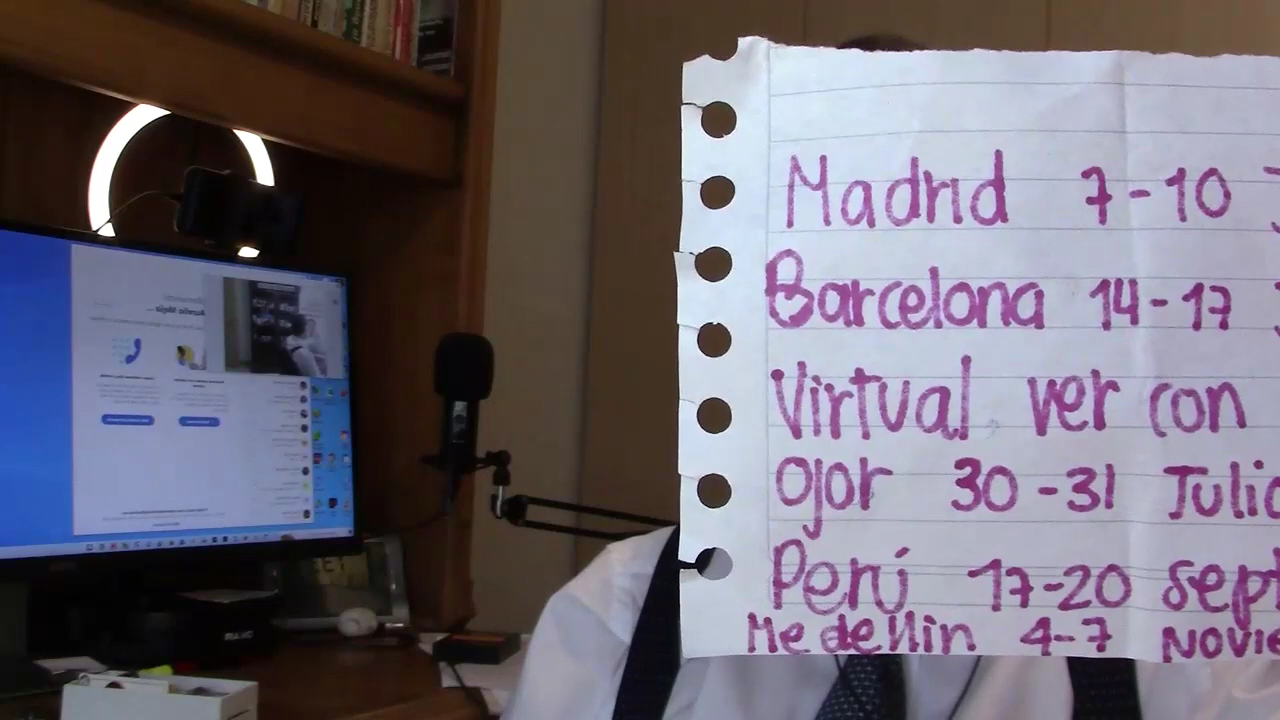 Madrid 7-10 J
Barcelona 14-17 J
Virtual ver con
Ojor 30-31 Julio
Perú 17-20 sept
Medellin 4-7 Novie